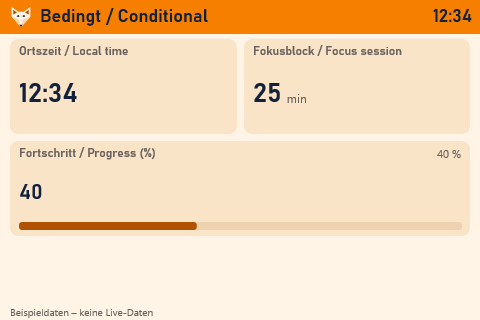 Bedingt / Conditional 12:34
Ortszeit / Local time
12:34
Fokusblock / Focus session
25 min
Fortschritt / Progress (%) 40 %
40
Beispieldaten – keine Live-Daten